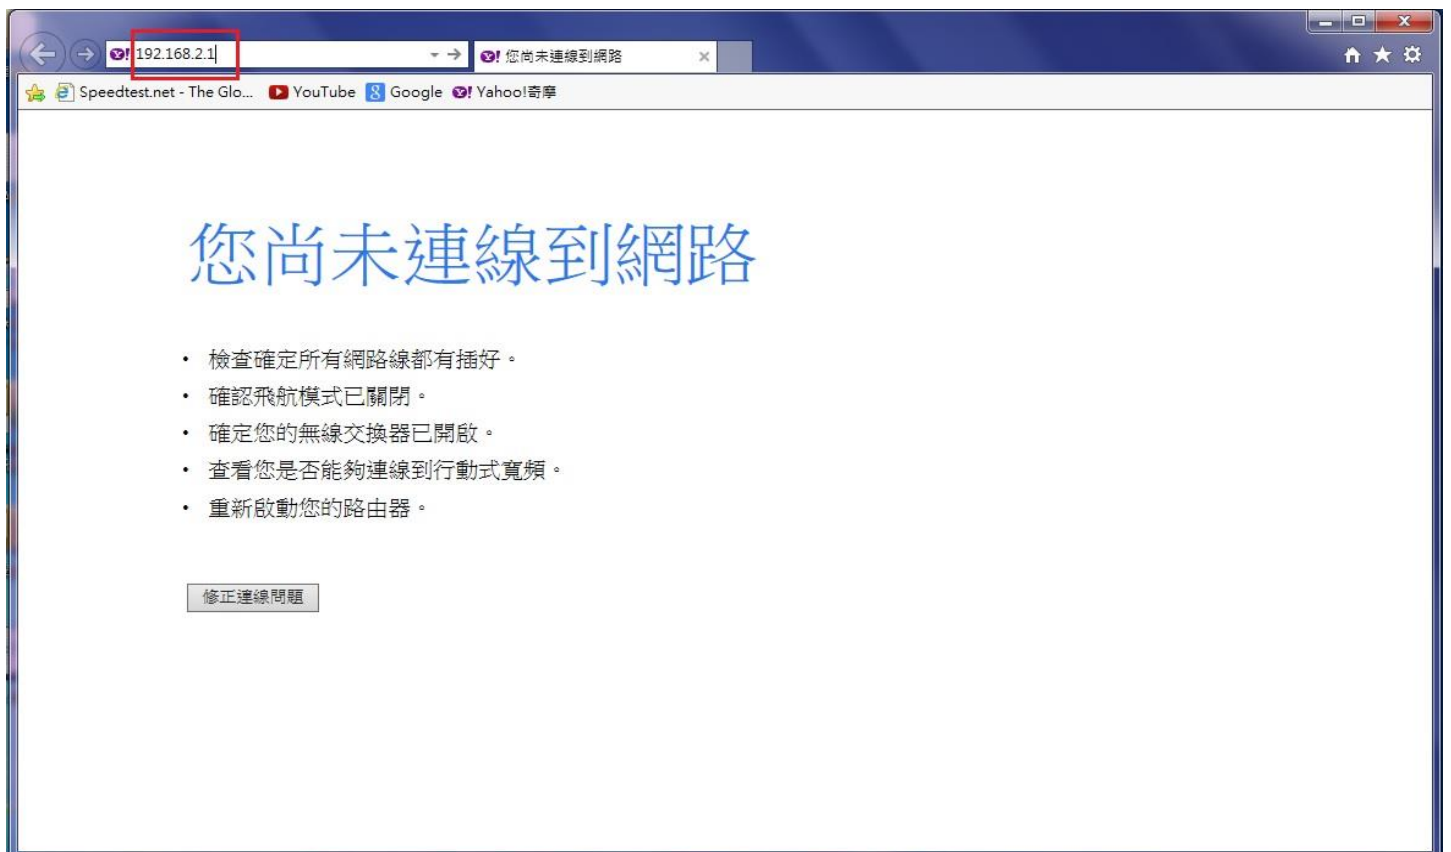 192.168.2.1
您尚未連線到網路
Speedtest.net - The Glo... YouTube Google Yahoo!奇摩
您尚未連線到網路
• 檢查確定所有網路線都有插好。
• 確認飛航模式已關閉。
• 確定您的無線交換器已開啟。
• 查看您是否能夠連線到行動式寬頻。
• 重新啟動您的路由器。
修正連線問題